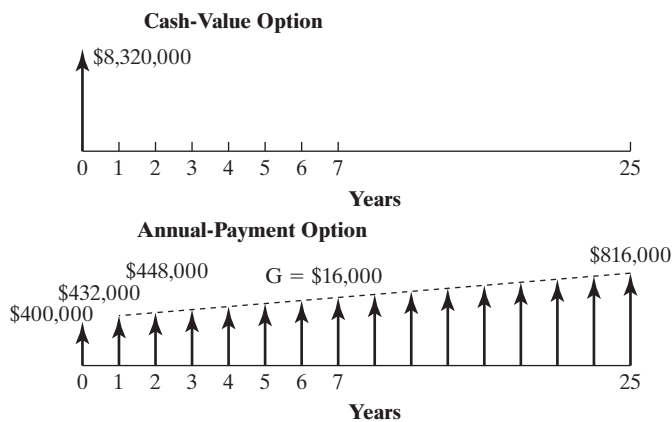 Cash-Value Option
$8,320,000
0 1 2 3 4 5 6 7 25
Years
Annual-Payment Option
$816,000
$448,000 G = $16,000
$432,000
$400,000
0 1 2 3 4 5 6 7 25
Years